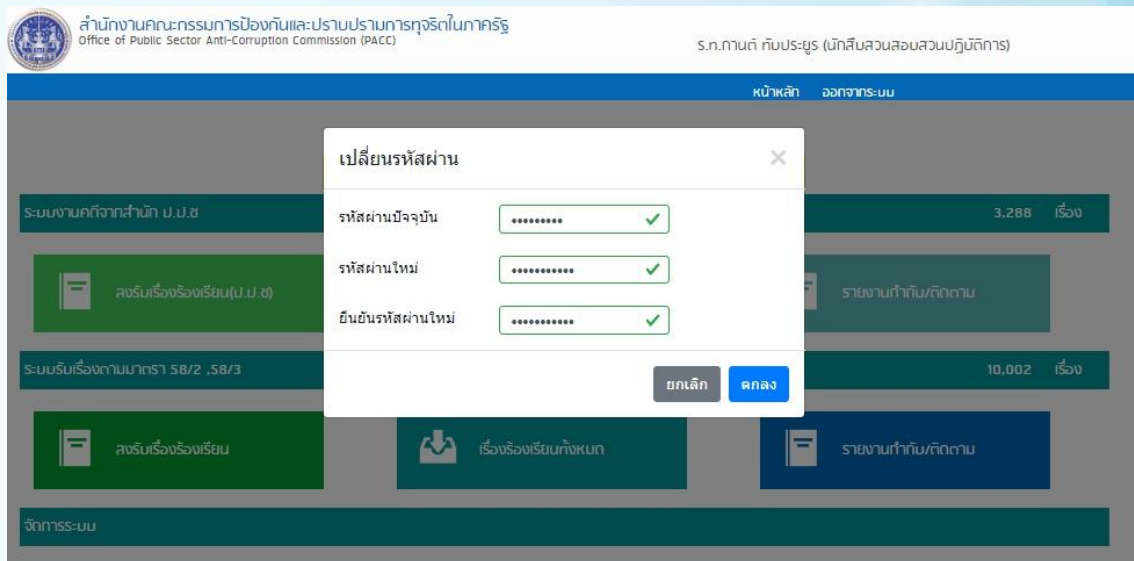 สำนักงานคณะกรรมการป้องกันและปราบปรามการทุจริตในภาครัฐ
Office of Public Sector Anti-Corruption Commission (PACC)
ร.ท.กานต์ ทับประยูร (นักสืบสวนสอบสวนปฏิบัติการ)
หน้าหลัก ออกจากระบบ
เปลี่ยนรหัสผ่าน
ระบบงานคดีจากสำนัก ป.ป.ช
3,288 เรื่อง
รหัสผ่านปัจจุบัน
รหัสผ่านใหม่
ลงรับเรื่องร้องเรียน(ป.ป.ช)
รายงานกำกับ/ติดตาม
ยืนยันรหัสผ่านใหม่
ระบบรับเรื่องตามมาตรา 58/2 ,58/3
10,002 เรื่อง
ยกเลิก ตกลง
ลงรับเรื่องร้องเรียน
เรื่องร้องเรียนทั้งหมด
รายงานกำกับ/ติดตาม
จัดการระบบ